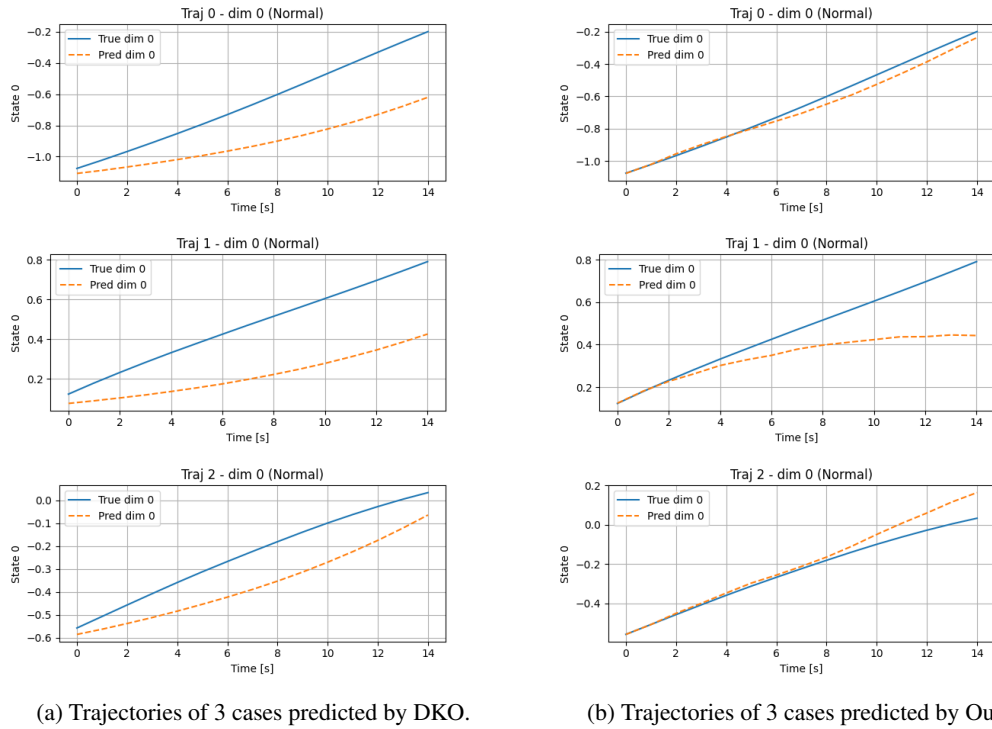 Traj 0 - dim 0 (Normal)
True dim 0
Pred dim 0
State 0
−0.2
−0.4
−0.6
−0.8
−1.0
0 2 4 6 8 10 12 14
Time [s]
Traj 1 - dim 0 (Normal)
True dim 0
Pred dim 0
State 0
0.8
0.6
0.4
0.2
0 2 4 6 8 10 12 14
Time [s]
Traj 2 - dim 0 (Normal)
True dim 0
Pred dim 0
State 0
0.0
−0.1
−0.2
−0.3
−0.4
−0.5
−0.6
0 2 4 6 8 10 12 14
Time [s]
(a) Trajectories of 3 cases predicted by DKO.
Traj 0 - dim 0 (Normal)
True dim 0
Pred dim 0
State 0
−0.2
−0.4
−0.6
−0.8
−1.0
0 2 4 6 8 10 12 14
Time [s]
Traj 1 - dim 0 (Normal)
True dim 0
Pred dim 0
State 0
0.8
0.6
0.4
0.2
0 2 4 6 8 10 12 14
Time [s]
Traj 2 - dim 0 (Normal)
True dim 0
Pred dim 0
State 0
0.2
0.0
−0.2
−0.4
0 2 4 6 8 10 12 14
Time [s]
(b) Trajectories of 3 cases predicted by Ou